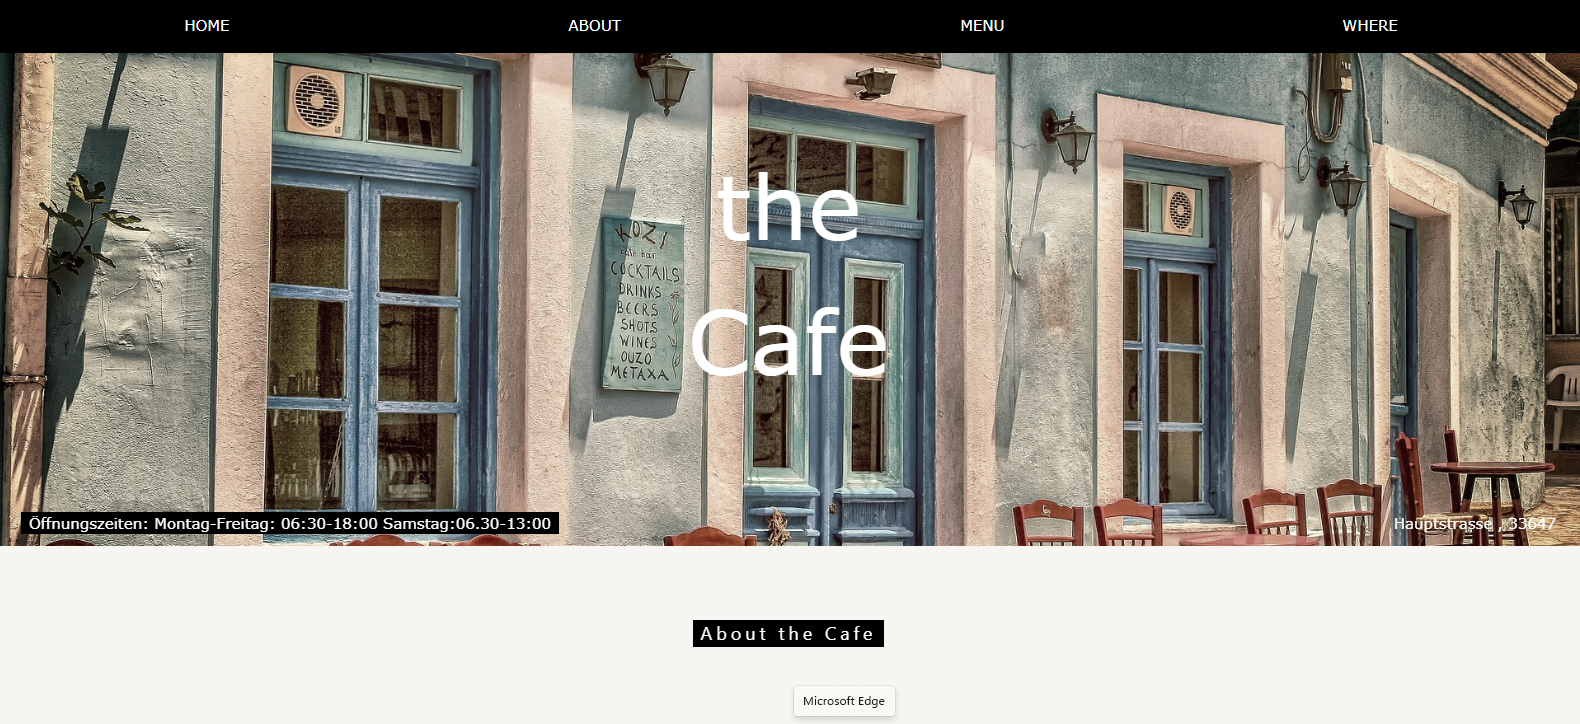 HOME ABOUT MENU WHERE
the
Cafe
KOZI
cafe bar
COCKTAILS
DRINKS
BEERS
SHOTS
WINES
OUZO
METAXA
Öffnungszeiten: Montag-Freitag: 06:30-18:00 Samstag:06.30-13:00
Hauptstrasse , 33647
About the Cafe
Microsoft Edge